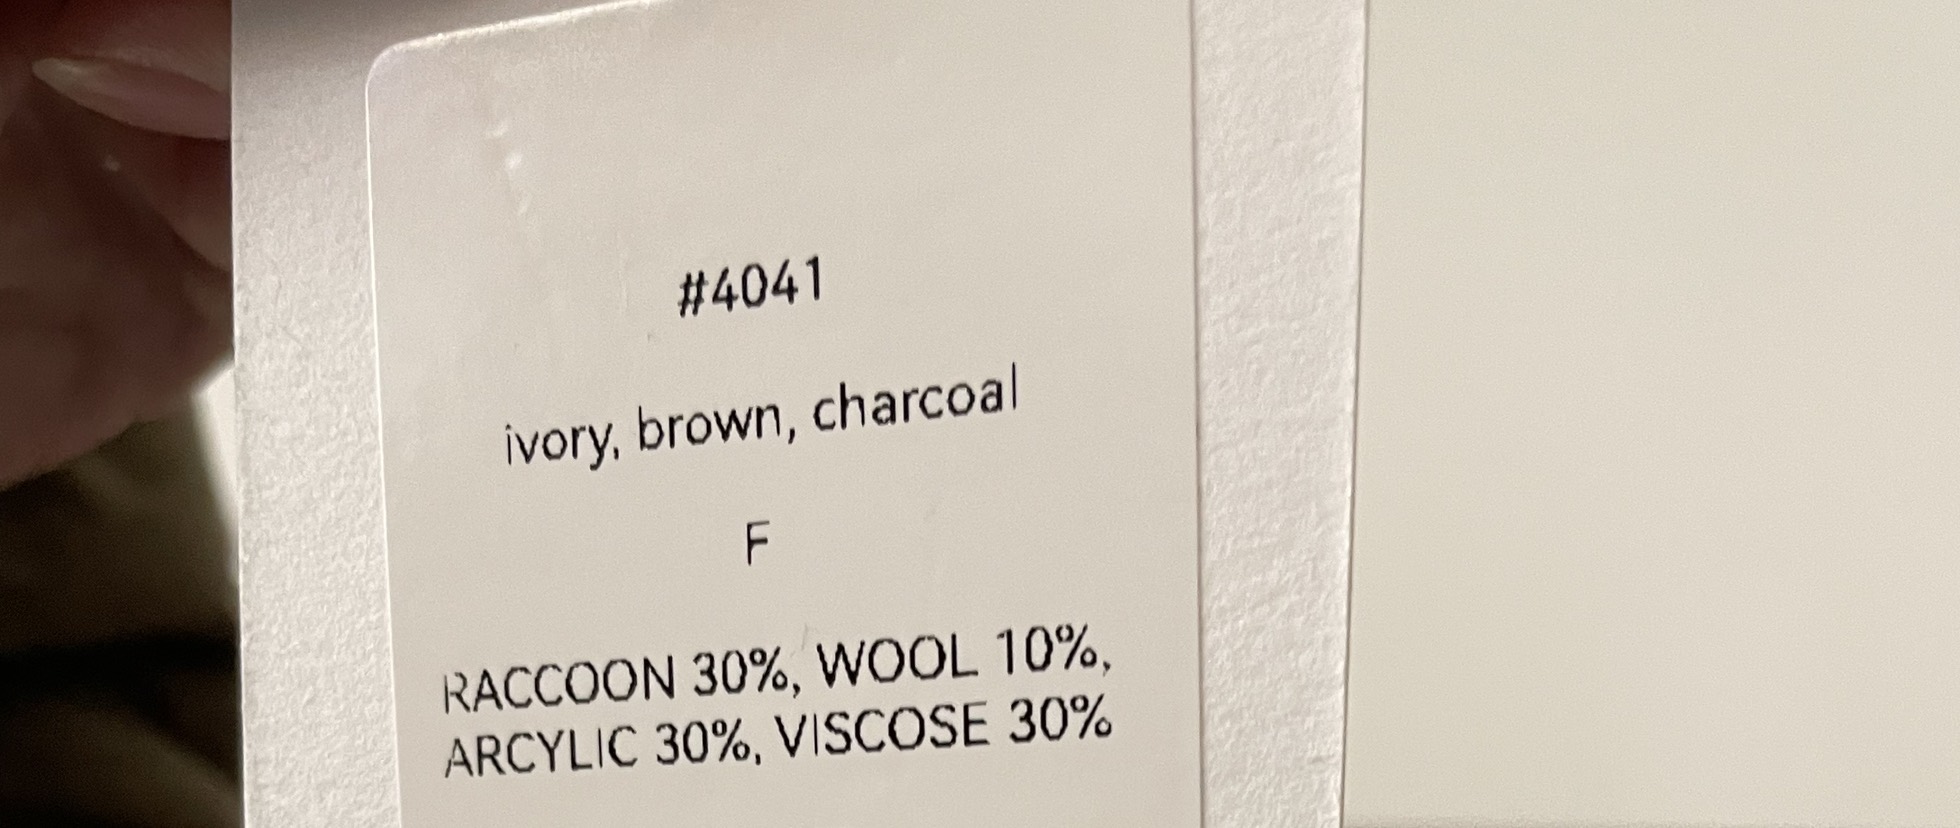 #4041
ivory, brown, charcoal
F
RACCOON 30%, WOOL 10%,
ARCYLIC 30%, VISCOSE 30%